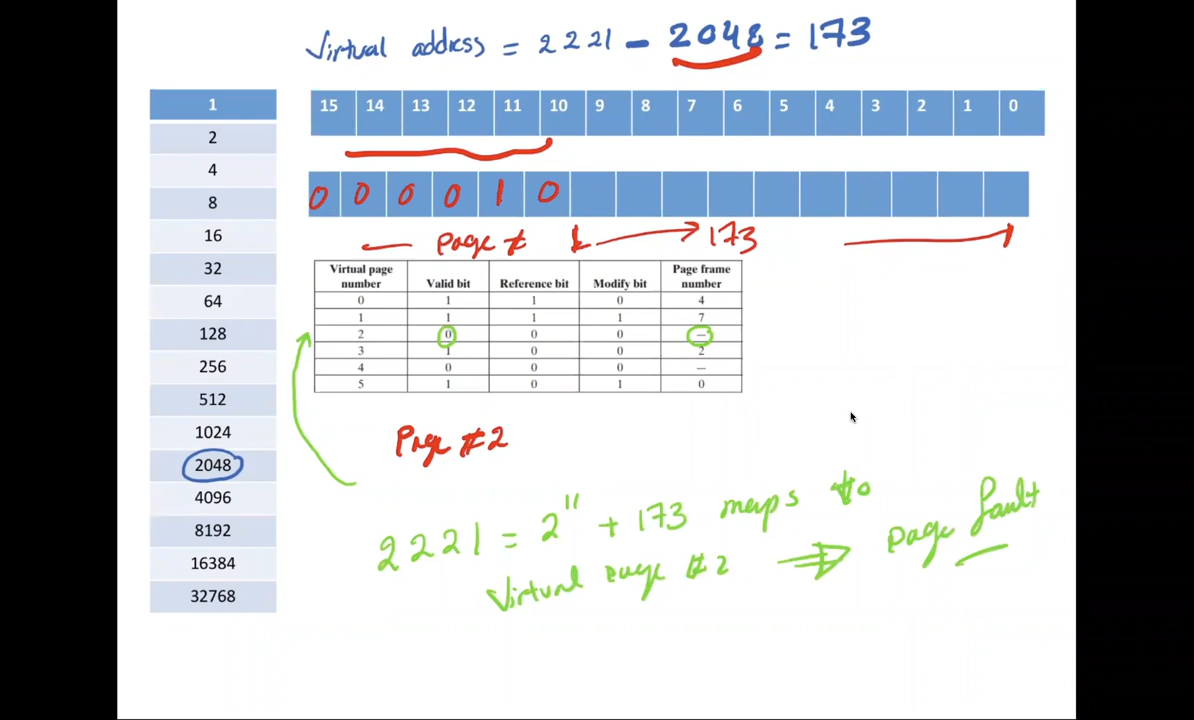 Virtual address = 2221 - 2048 = 173
1
2
4
8
16
32
64
128
256
512
1024
2048
4096
8192
16384
32768
15 14 13 12 11 10 9 8 7 6 5 4 3 2 1 0
0 0 0 0 1 0
page # 173
Virtual page number Valid bit Reference bit Modify bit Page frame number
0 1 1 0 4
1 1 1 1 7
2 0 0 0 —
3 1 0 0 2
4 0 0 0 —
5 1 0 1 0
Page #2
2221 = 2^11 + 173 maps to
Virtual page #2 ⇒ page fault